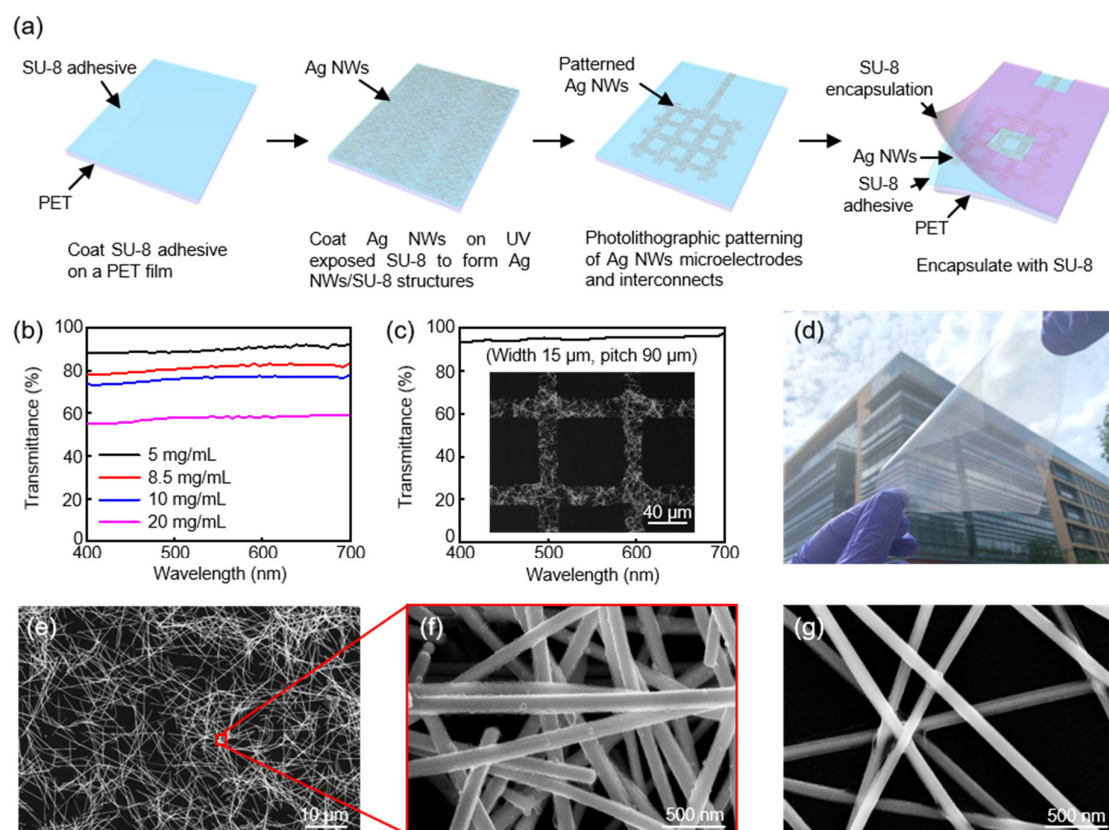 (a)
SU-8 adhesive
PET
Coat SU-8 adhesive
on a PET film
Ag NWs
Coat Ag NWs on UV
exposed SU-8 to form Ag
NWs/SU-8 structures
Patterned
Ag NWs
Photolithographic patterning
of Ag NWs microelectrodes
and interconnects
SU-8
encapsulation
Ag NWs
SU-8
adhesive
PET
Encapsulate with SU-8
(b)
Transmittance (%)
100
80
60
40
20
0
5 mg/mL
8.5 mg/mL
10 mg/mL
20 mg/mL
400
500
600
700
Wavelength (nm)
(c)
Transmittance (%)
100
80
60
40
20
0
(Width 15 µm, pitch 90 µm)
40 µm
400
500
600
700
Wavelength (nm)
(d)
(e)
10 µm
(f)
500 nm
(g)
500 nm